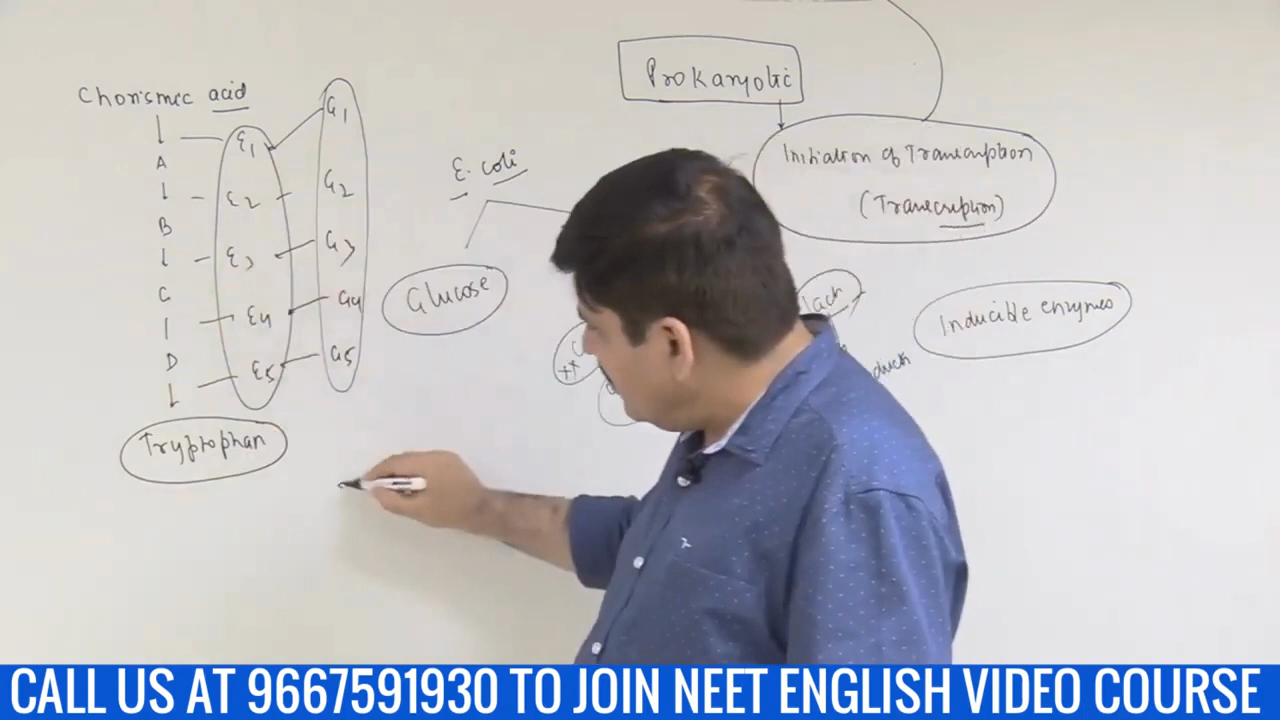 Chorismic acid
A
B
C
D
Tryptophan
E1
E2
E3
E4
E5
G1
G2
G3
G4
G5
E. coli
Glucose
Prokaryotic
Initiation of Transcription
(Transcription)
Inducible enzymes
CALL US AT 9667591930 TO JOIN NEET ENGLISH VIDEO COURSE